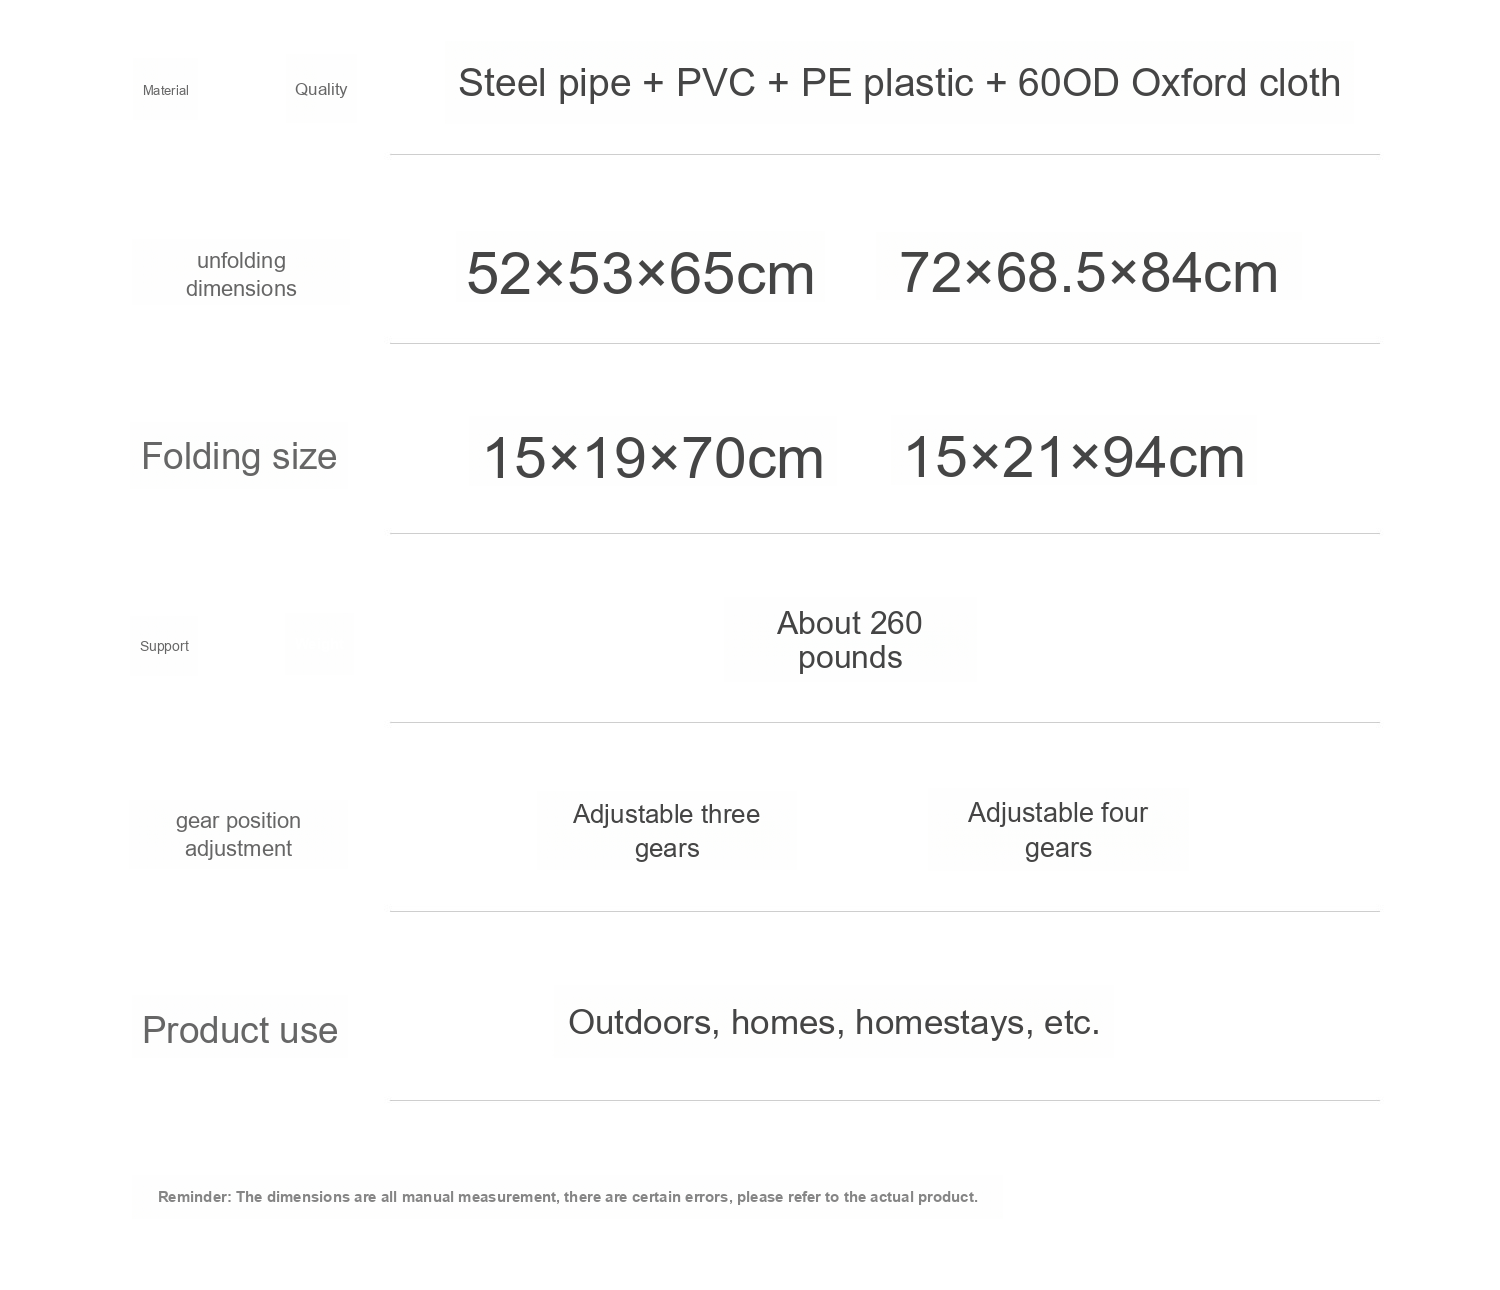 Material Quality Steel pipe + PVC + PE plastic + 60OD Oxford cloth
unfolding
dimensions
52×53×65cm 72×68.5×84cm
Folding size 15×19×70cm 15×21×94cm
Support
About 260
pounds
gear position
adjustment
Adjustable three
gears
Adjustable four
gears
Product use Outdoors, homes, homestays, etc.
Reminder: The dimensions are all manual measurement, there are certain errors, please refer to the actual product.